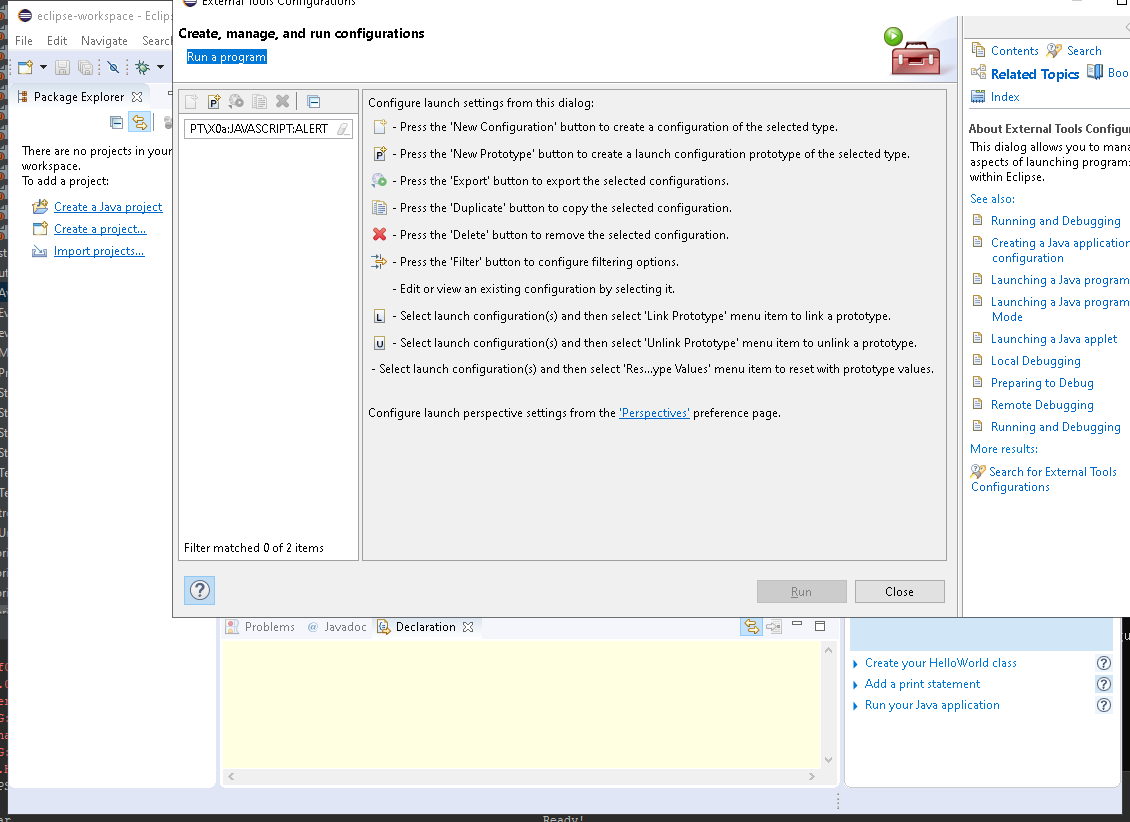 eclipse-workspace - Eclips
File Edit Navigate Search
Package Explorer
There are no projects in your
workspace.
To add a project:
Create a Java project
Create a project...
Import projects...
External Tools Configurations
Create, manage, and run configurations
Run a program
PT\X0a:JAVASCRIPT:ALERT
Filter matched 0 of 2 items
Configure launch settings from this dialog:
- Press the 'New Configuration' button to create a configuration of the selected type.
- Press the 'New Prototype' button to create a launch configuration prototype of the selected type.
- Press the 'Export' button to export the selected configurations.
- Press the 'Duplicate' button to copy the selected configuration.
- Press the 'Delete' button to remove the selected configuration.
- Press the 'Filter' button to configure filtering options.
- Edit or view an existing configuration by selecting it.
- Select launch configuration(s) and then select 'Link Prototype' menu item to link a prototype.
- Select launch configuration(s) and then select 'Unlink Prototype' menu item to unlink a prototype.
- Select launch configuration(s) and then select 'Res...ype Values' menu item to reset with prototype values.
Configure launch perspective settings from the 'Perspectives' preference page.
Run Close
Contents Search
Related Topics Boo
Index
About External Tools Configu
This dialog allows you to mana
aspects of launching program
within Eclipse.
See also:
Running and Debugging
Creating a Java application
configuration
Launching a Java program
Launching a Java program
Mode
Launching a Java applet
Local Debugging
Preparing to Debug
Remote Debugging
Running and Debugging
More results:
Search for External Tools
Configurations
Problems @ Javadoc Declaration
Create your HelloWorld class
Add a print statement
Run your Java application
Ready!